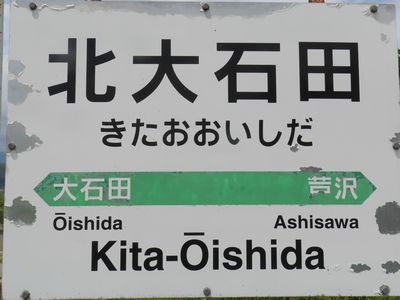 北大石田
きたおおいしだ
大石田 芦沢
Ōishida Ashisawa
Kita-Ōishida